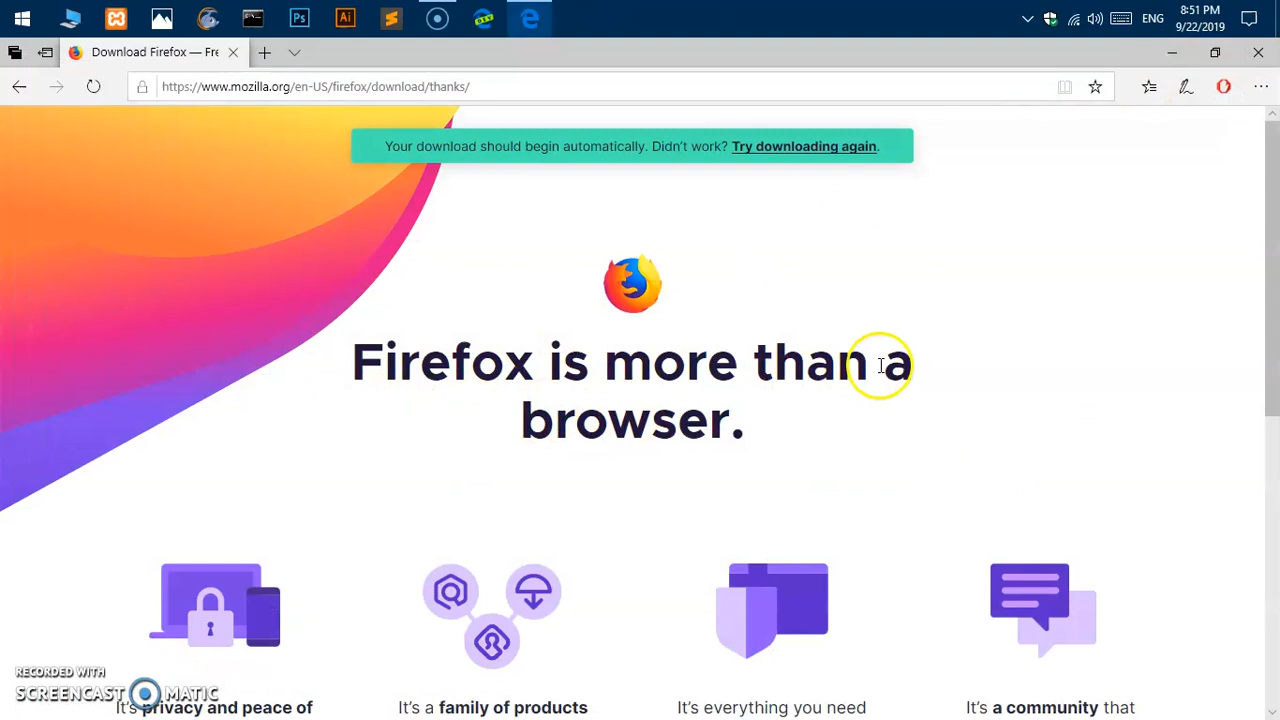 Ps
Ai
ENG
8:51 PM
9/22/2019
Download Firefox — Fre
https://www.mozilla.org/en-US/firefox/download/thanks/
Your download should begin automatically. Didn't work? Try downloading again.
Firefox is more than a
browser.
RECORDED WITH
SCREENCAST MATIC
It's privacy and peace of
It's a family of products
It's everything you need
It's a community that